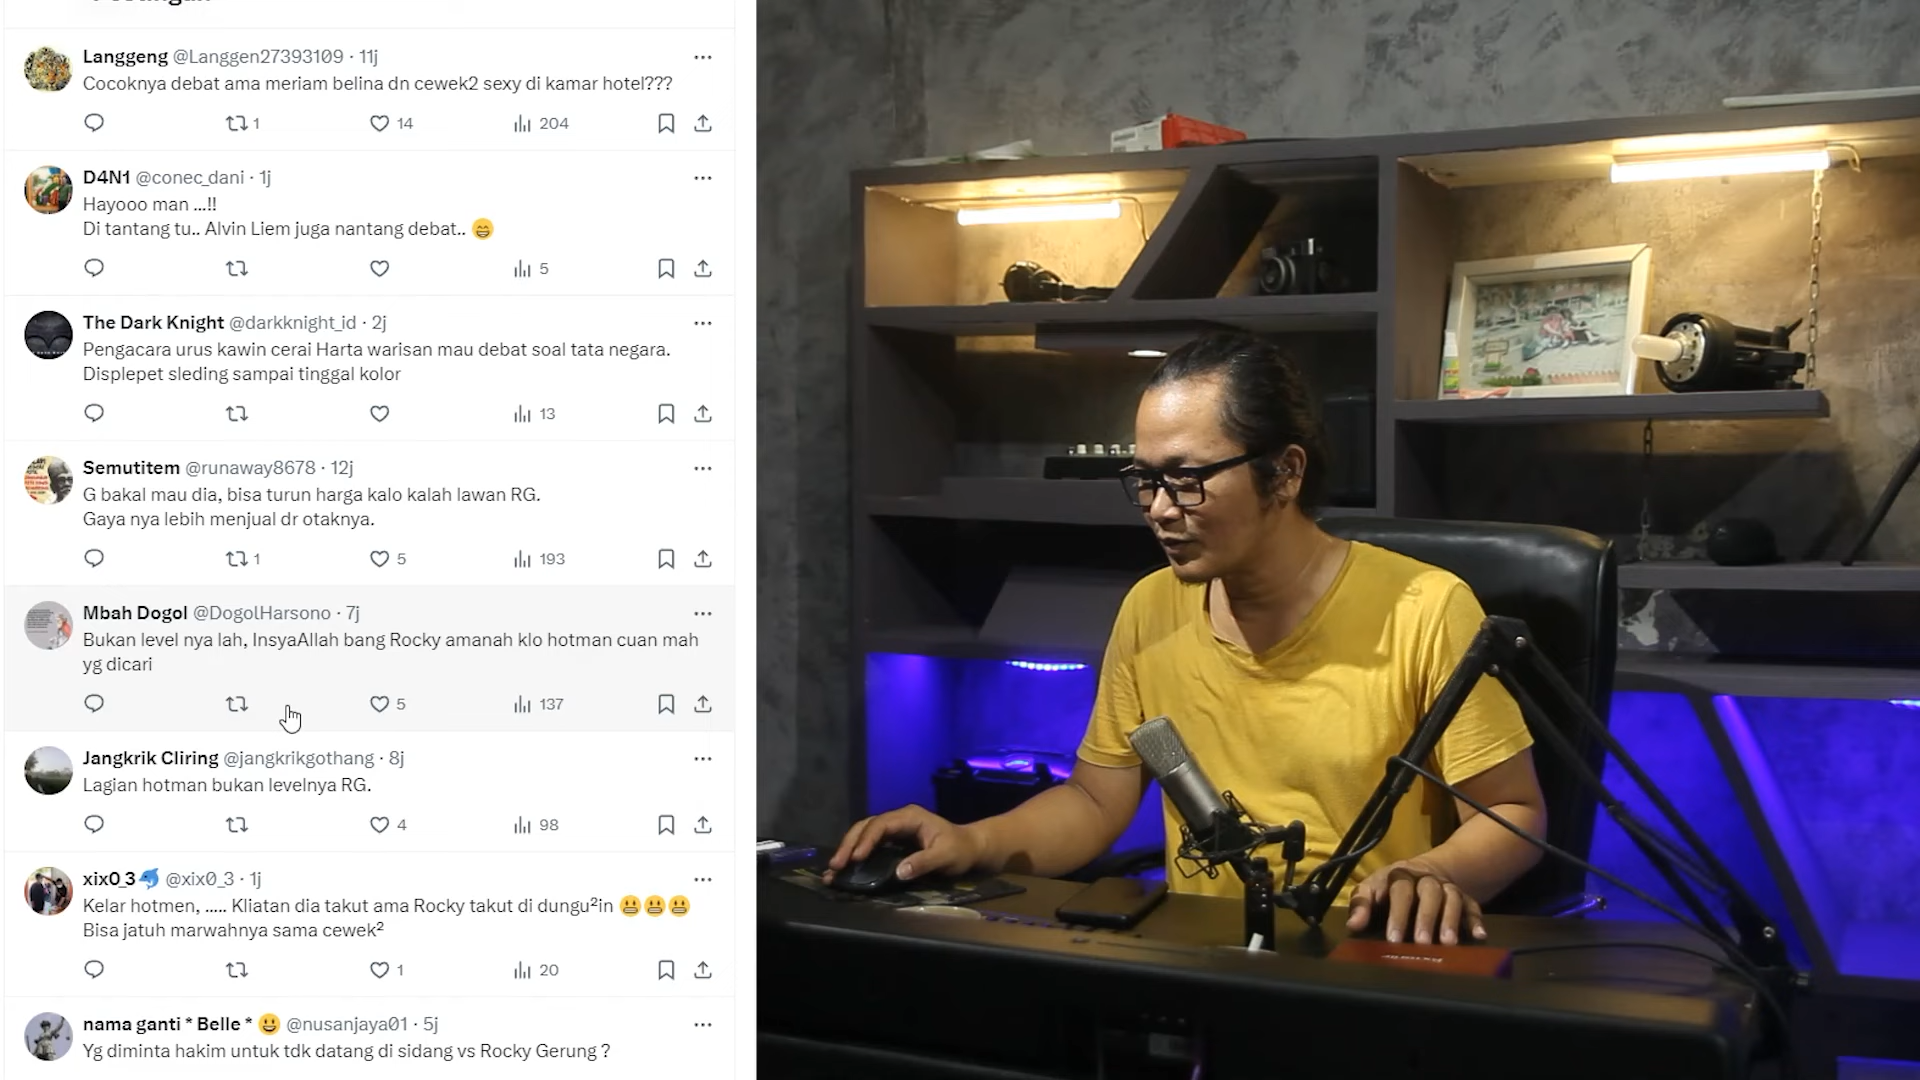 Langgeng @Langgen27393109 · 11j
Cocoknya debat ama meriam belina dn cewek2 sexy di kamar hotel???
1 14 204
D4N1 @conec_dani · 1j
Hayooo man ...!!
Di tantang tu.. Alvin Liem juga nantang debat.. 😁
5
The Dark Knight @darkknight_id · 2j
Pengacara urus kawin cerai Harta warisan mau debat soal tata negara.
Displepet sleding sampai tinggal kolor
13
Semutitem @runaway8678 · 12j
G bakal mau dia, bisa turun harga kalo kalah lawan RG.
Gaya nya lebih menjual dr otaknya.
1 5 193
Mbah Dogol @DogolHarsono · 7j
Bukan level nya lah, InsyaAllah bang Rocky amanah klo hotman cuan mah
yg dicari
5 137
Jangkrik Cliring @jangkrikgothang · 8j
Lagian hotman bukan levelnya RG.
4 98
xix0_3🐬 @xix0_3 · 1j
Kelar hotmen, ..... Kliatan dia takut ama Rocky takut di dungu²in 😬😬😬
Bisa jatuh marwahnya sama cewek²
1 20
nama ganti * Belle * 😃 @nusanjaya01 · 5j
Yg diminta hakim untuk tdk datang di sidang vs Rocky Gerung ?